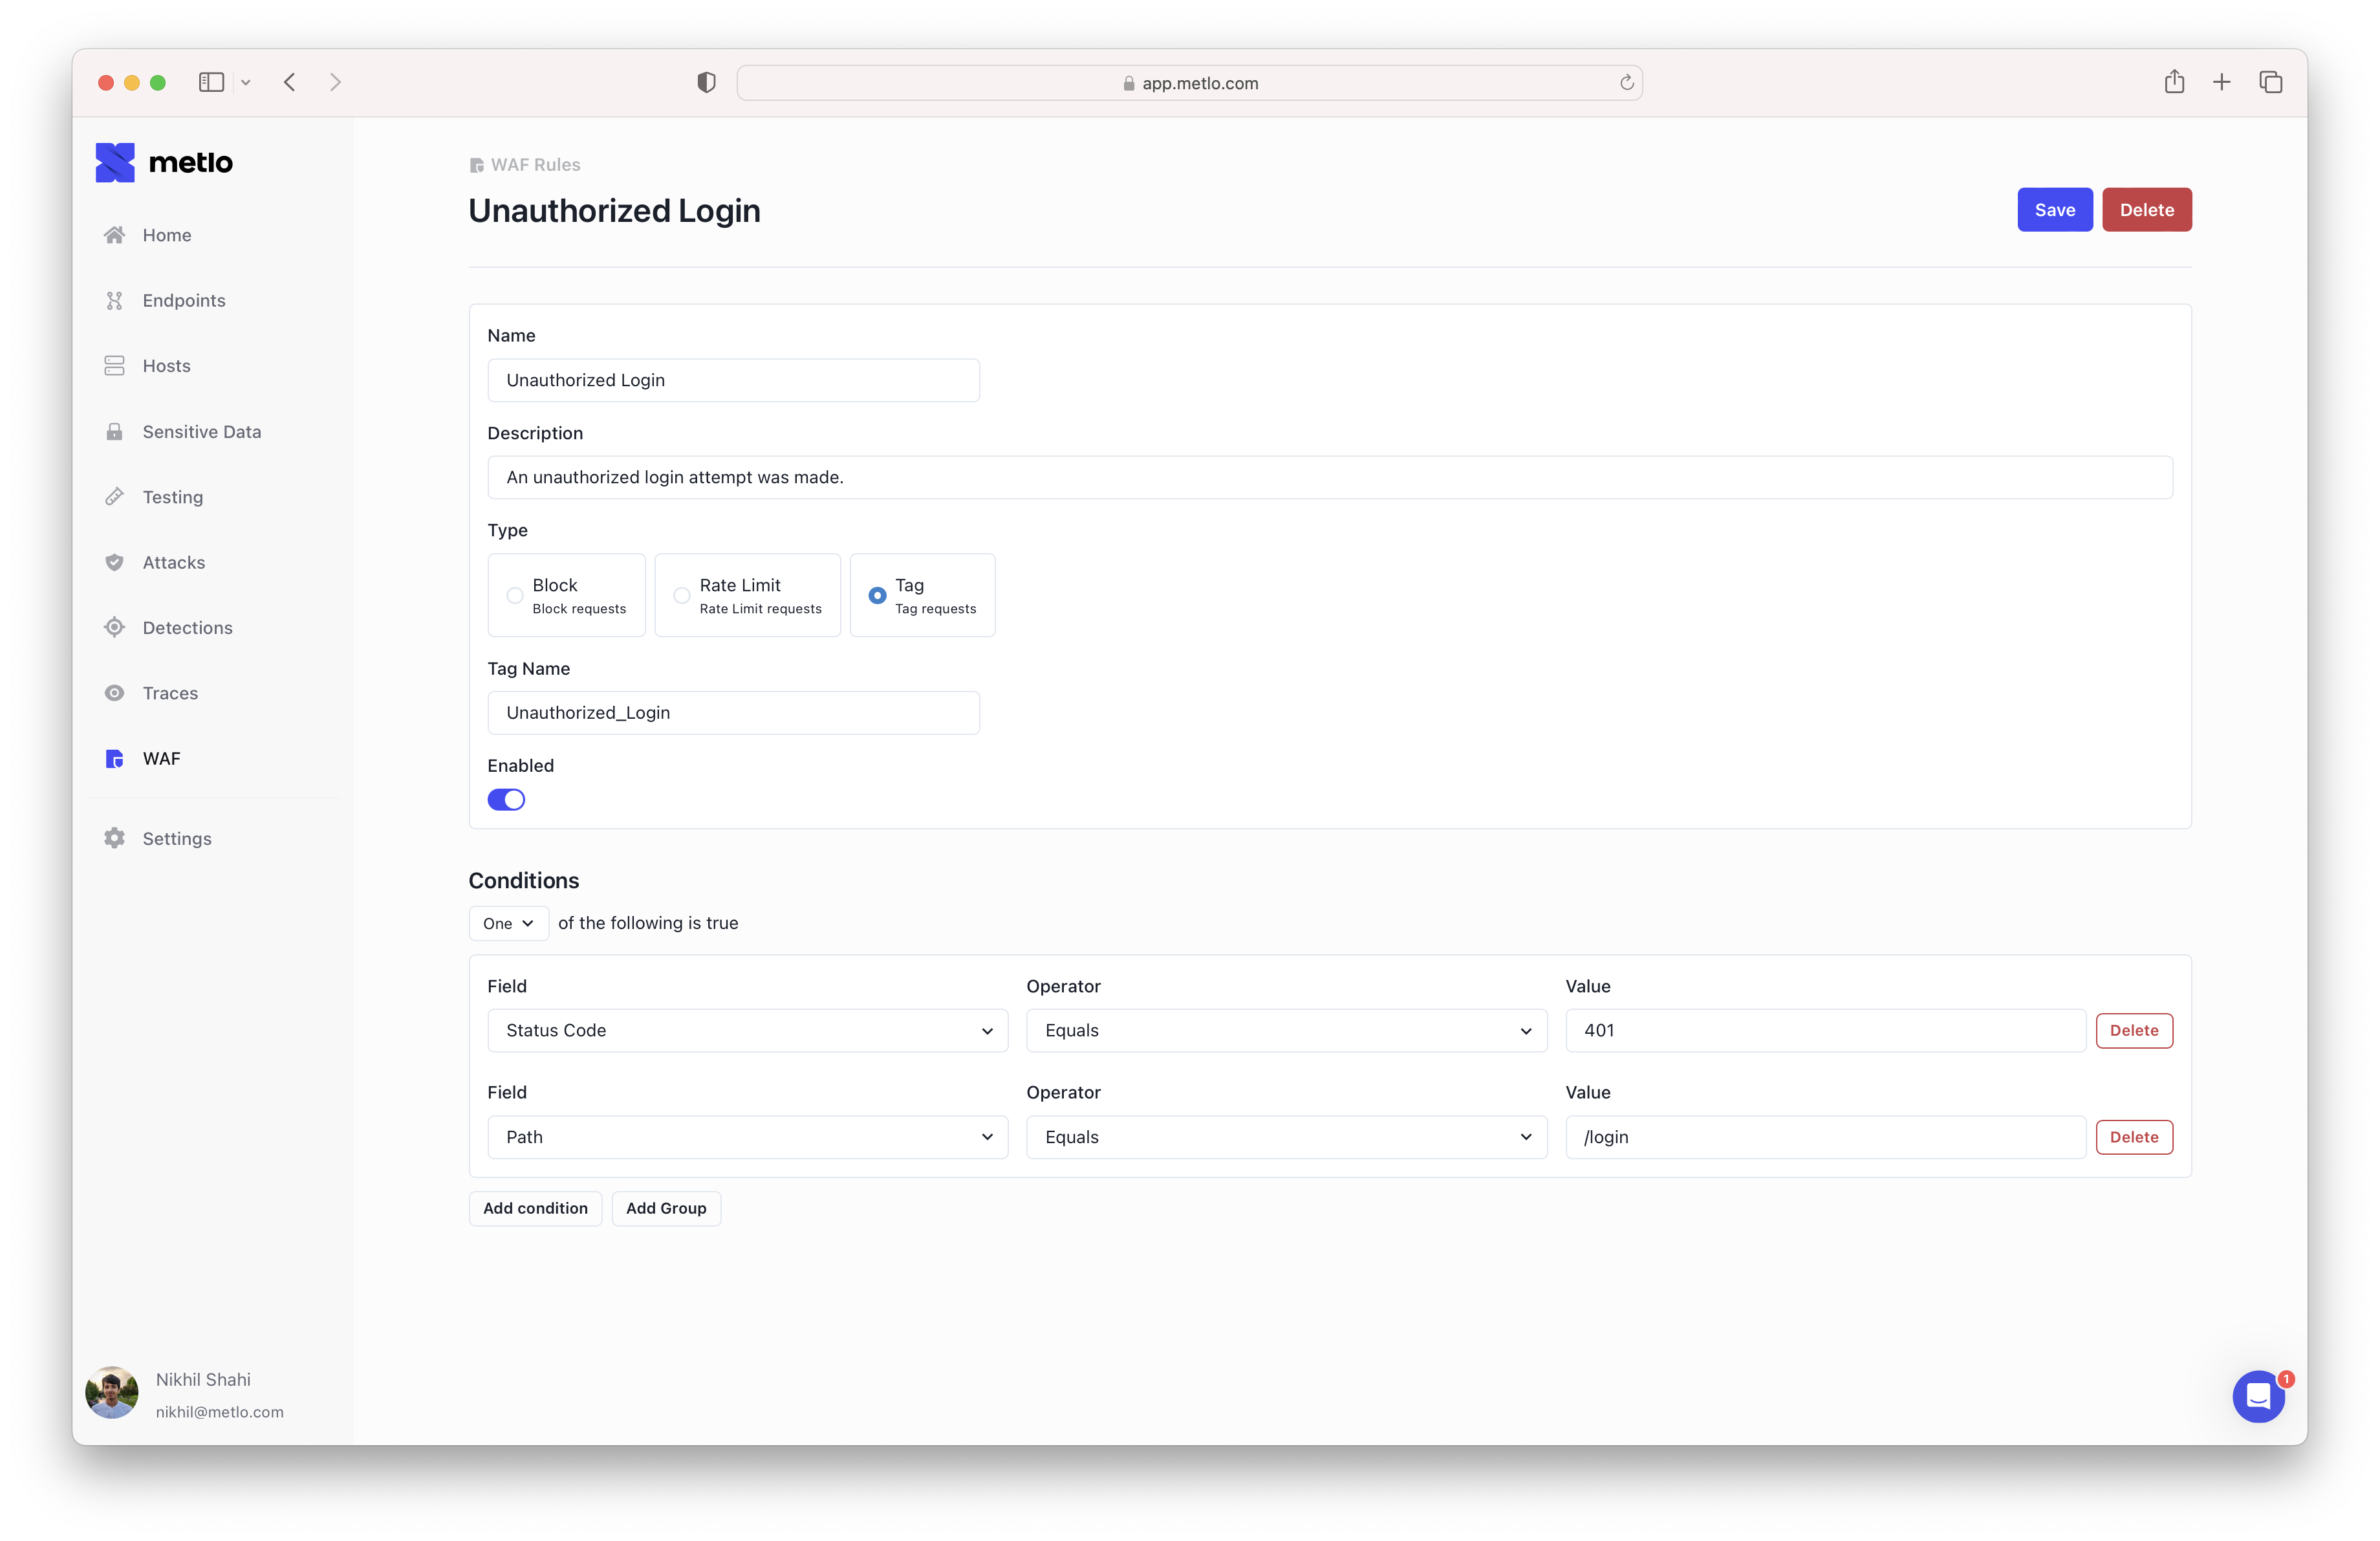 app.metlo.com
metlo
Home
Endpoints
Hosts
Sensitive Data
Testing
Attacks
Detections
Traces
WAF
Settings
Nikhil Shahi
nikhil@metlo.com
WAF Rules
Unauthorized Login
Save Delete
Name
Unauthorized Login
Description
An unauthorized login attempt was made.
Type
Block
Block requests
Rate Limit
Rate Limit requests
Tag
Tag requests
Tag Name
Unauthorized_Login
Enabled
Conditions
One of the following is true
Field Operator Value
Status Code Equals 401 Delete
Field Operator Value
Path Equals /login Delete
Add condition Add Group
1